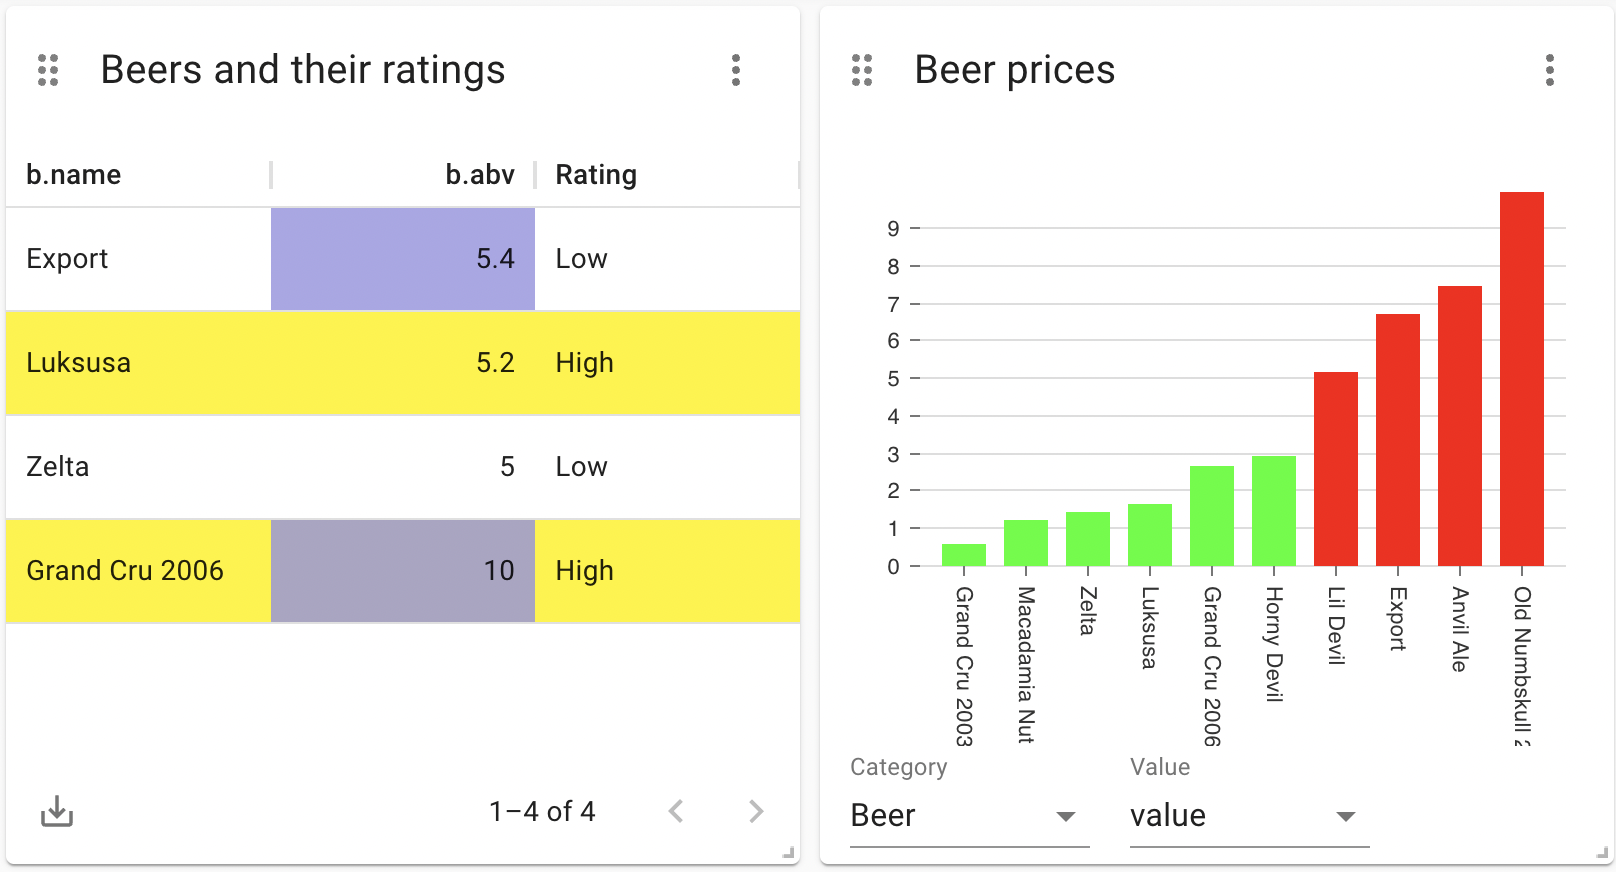 Beers and their ratings
b.name b.abv Rating
Export 5.4 Low
Luksusa 5.2 High
Zelta 5 Low
Grand Cru 2006 10 High
1–4 of 4
Beer prices
9
8
7
6
5
4
3
2
1
0
Grand Cru 2003
Macadamia Nut
Zelta
Luksusa
Grand Cru 2006
Horny Devil
Lil Devil
Export
Anvil Ale
Old Numbskull
Category Value
Beer value